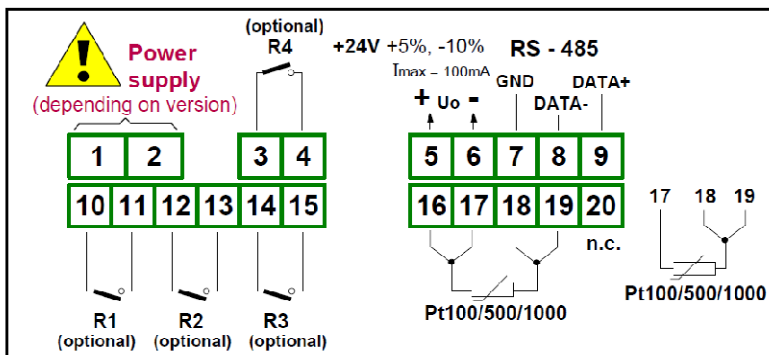 (optional)
R4
+24V +5%, -10%
Imax = 100mA
RS - 485
Power
supply
(depending on version)
+ Uo -
GND
DATA-
DATA+
1 2 3 4 5 6 7 8 9
10 11 12 13 14 15 16 17 18 19 20
n.c.
17 18 19
R1
(optional)
R2
(optional)
R3
(optional)
Pt100/500/1000
Pt100/500/1000